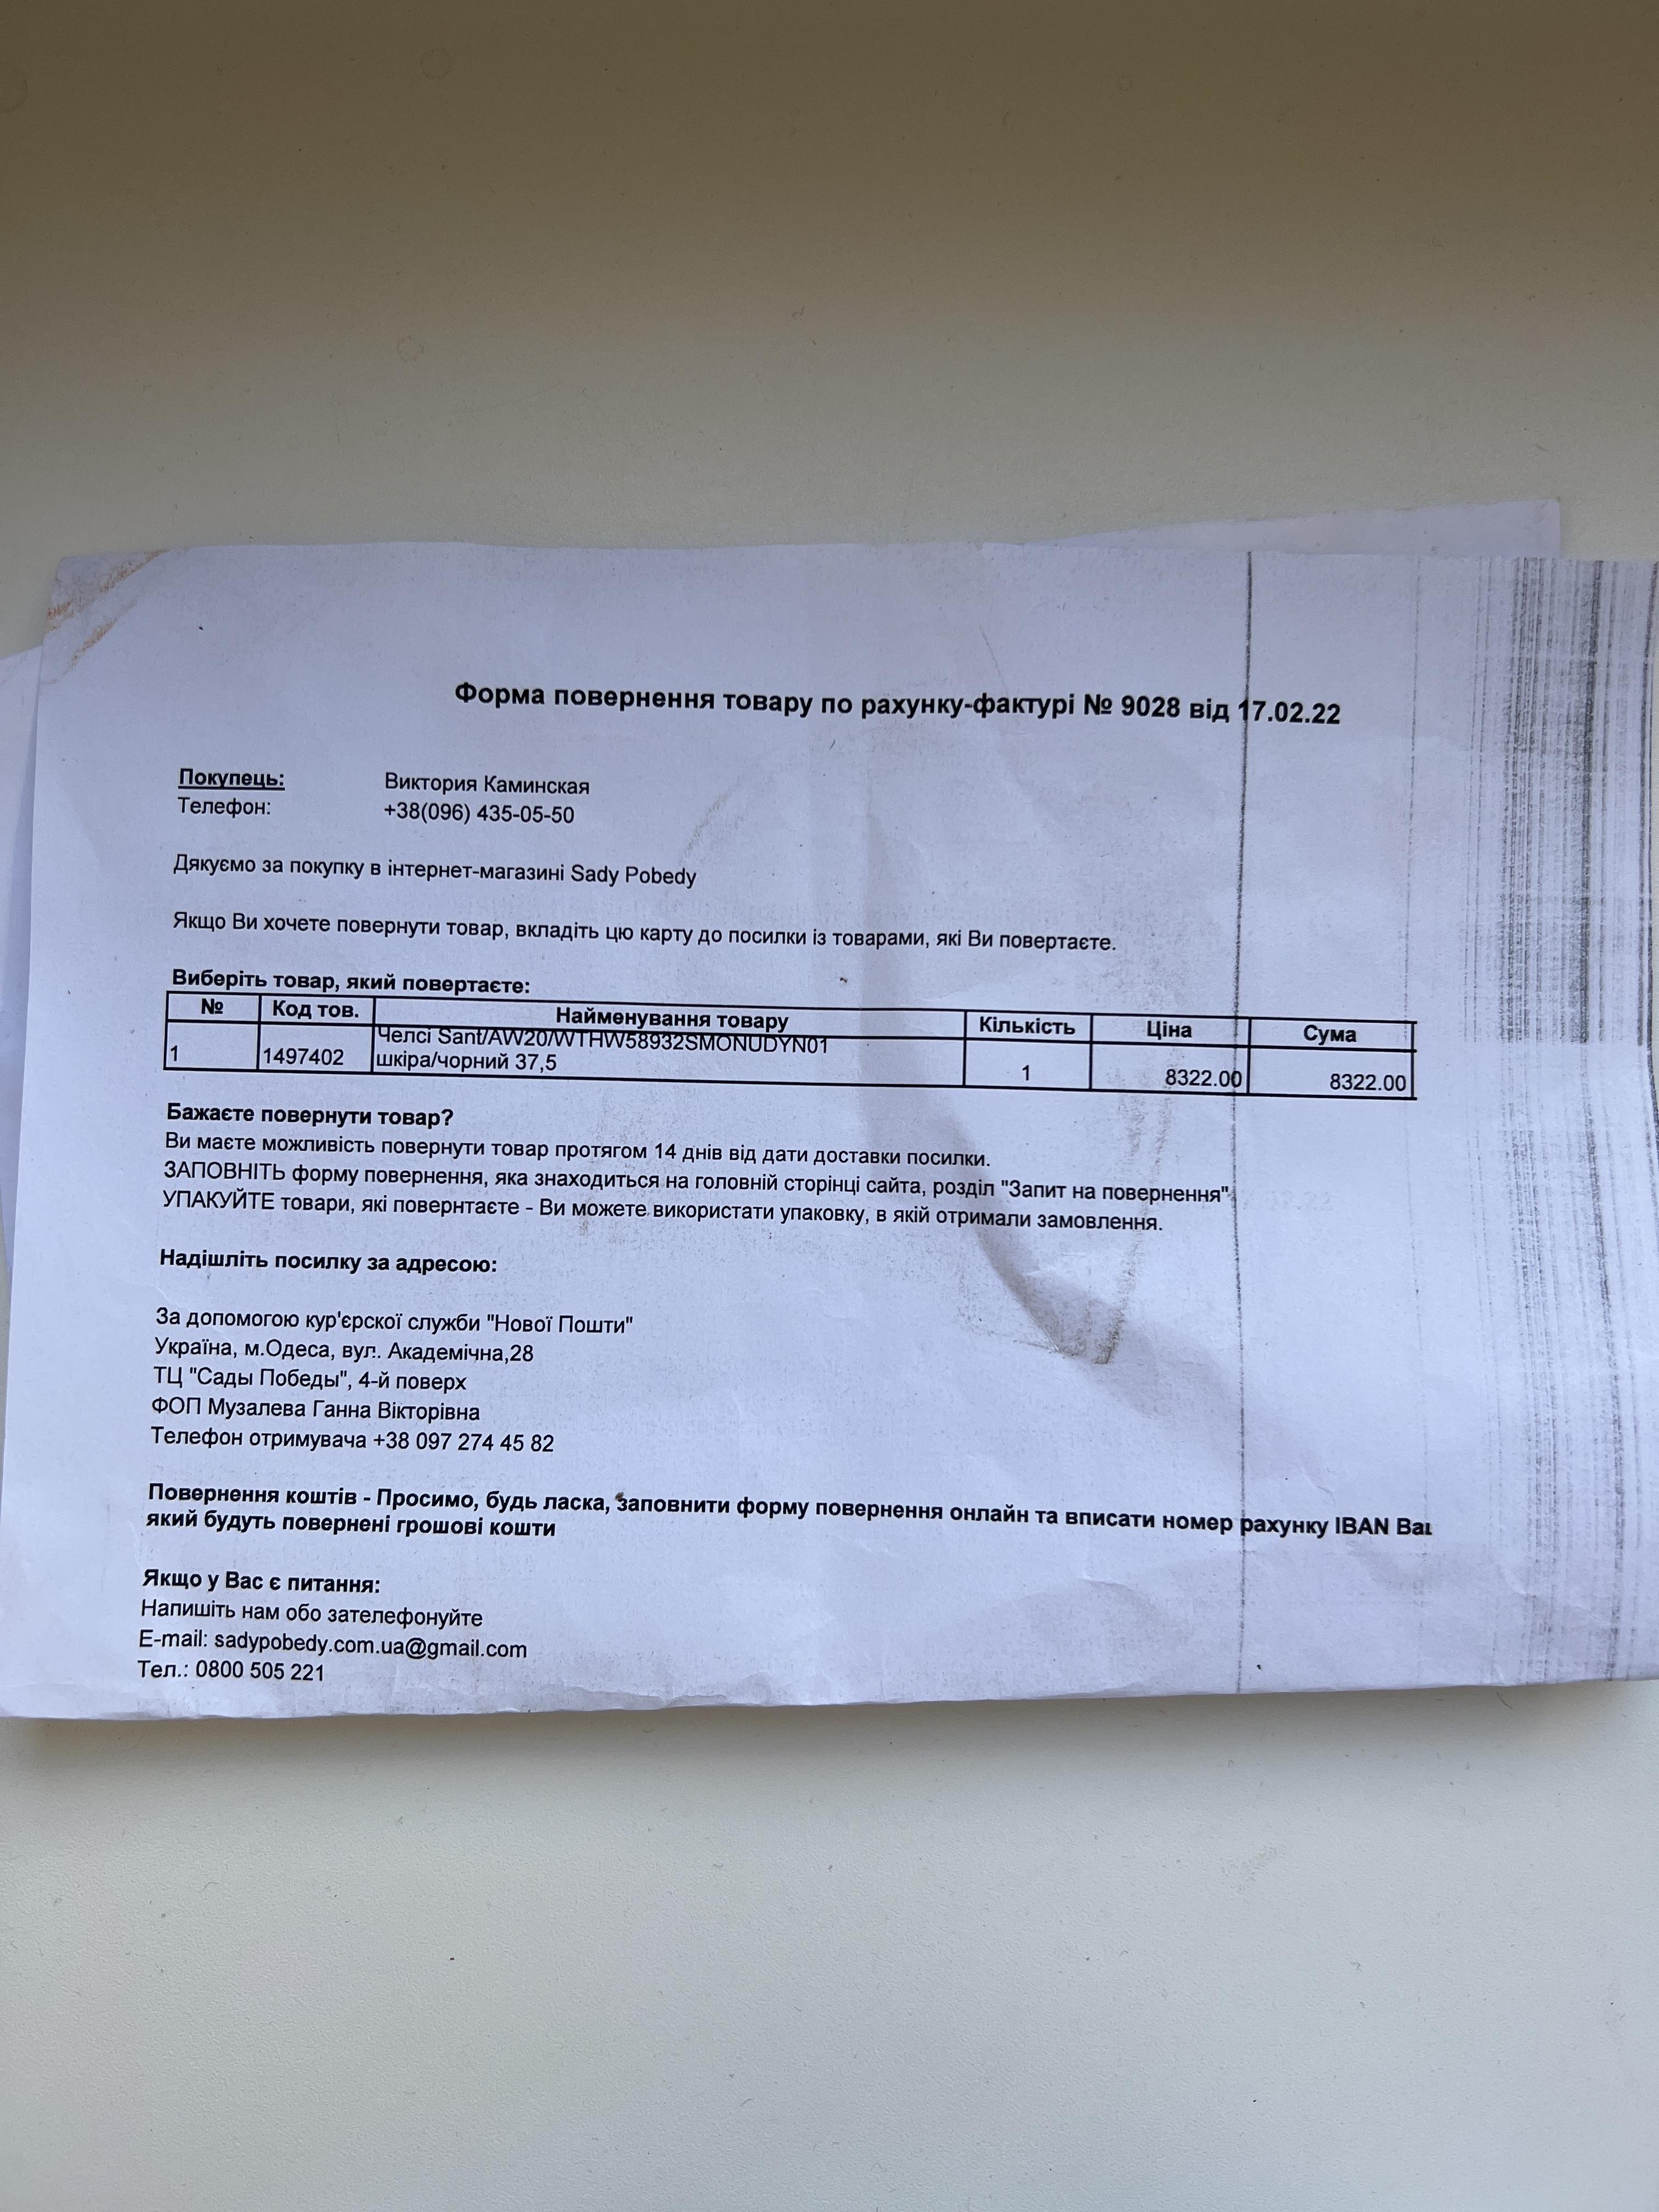 Форма повернення товару по рахунку-фактурі № 9028 від 17.02.22
Покупець: Виктория Каминская
Телефон: +38(096) 435-05-50
Дякуємо за покупку в інтернет-магазині Sady Pobedy
Якщо Ви хочете повернути товар, вкладіть цю карту до посилки із товарами, які Ви повертаєте.
Виберіть товар, який повертаєте:
№ Код тов. Найменування товару Кількість Ціна Сума
Челсі Sant/AW20/WTHW58932SMONUDYN01
1 1497402 шкіра/чорний 37,5 1 8322.00 8322.00
Бажаєте повернути товар?
Ви маєте можливість повернути товар протягом 14 днів від дати доставки посилки.
ЗАПОВНІТЬ форму повернення, яка знаходиться на головній сторінці сайта, розділ "Запит на повернення"
УПАКУЙТЕ товари, які повернтаєте - Ви можете використати упаковку, в якій отримали замовлення.
Надішліть посилку за адресою:
За допомогою кур'єрскої служби "Нової Пошти"
Україна, м.Одеса, вул. Академічна,28
ТЦ "Сады Победы", 4-й поверх
ФОП Музалева Ганна Вікторівна
Телефон отримувача +38 097 274 45 82
Повернення коштів - Просимо, будь ласка, заповнити форму повернення онлайн та вписати номер рахунку IBAN
який будуть повернені грошові кошти
Якщо у Вас є питання:
Напишіть нам обо зателефонуйте
E-mail: sadypobedy.com.ua@gmail.com
Тел.: 0800 505 221